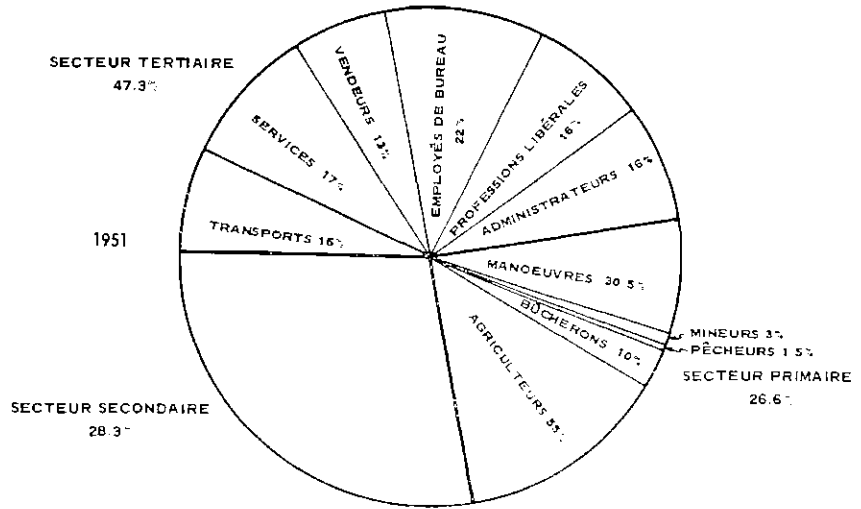 SECTEUR TERTIAIRE
47.3%
VENDEURS 13%
EMPLOYÉS DE BUREAU
22%
PROFESSIONS LIBÉRALES
16%
SERVICES 17%
ADMINISTRATEURS 16%
1951
TRANSPORTS 16%
MANOEUVRES 30.5%
MINEURS 3%
PÊCHEURS 1.5%
BÛCHERONS 10%
SECTEUR PRIMAIRE
26.6%
AGRICULTEURS 55%
SECTEUR SECONDAIRE
28.3%